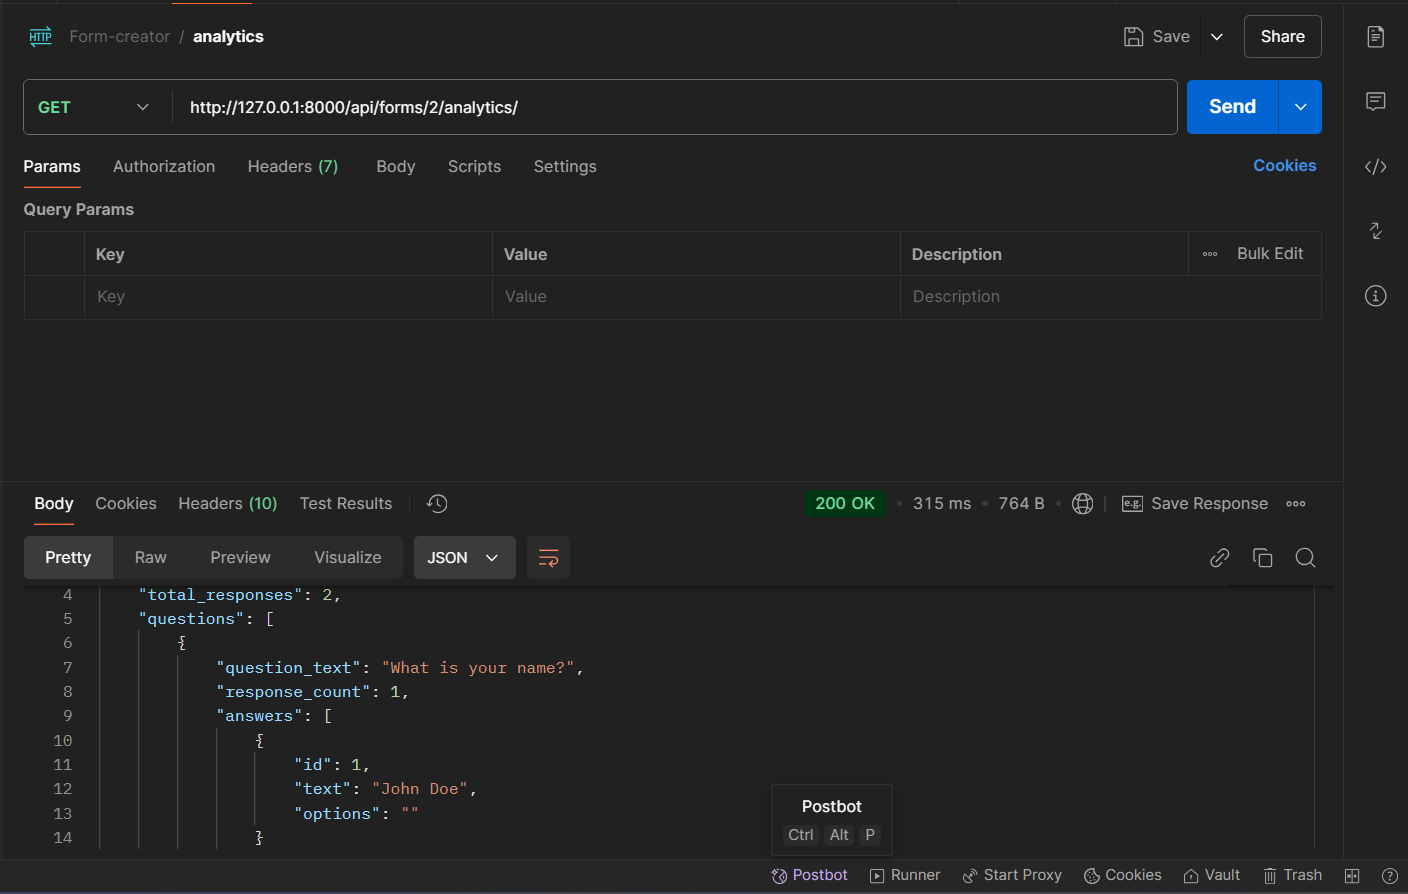 HTTP Form-creator / analytics Save Share
GET http://127.0.0.1:8000/api/forms/2/analytics/ Send
Params Authorization Headers (7) Body Scripts Settings Cookies
Query Params
Key Value Description Bulk Edit
Key Value Description
Body Cookies Headers (10) Test Results 200 OK • 315 ms • 764 B • e.g. Save Response
Pretty Raw Preview Visualize JSON
4 "total_responses": 2,
5 "questions": [
6 {
7 "question_text": "What is your name?",
8 "response_count": 1,
9 "answers": [
10 {
11 "id": 1,
12 "text": "John Doe",
13 "options": ""
14 }
Postbot
Ctrl Alt P
Postbot Runner Start Proxy Cookies Vault Trash